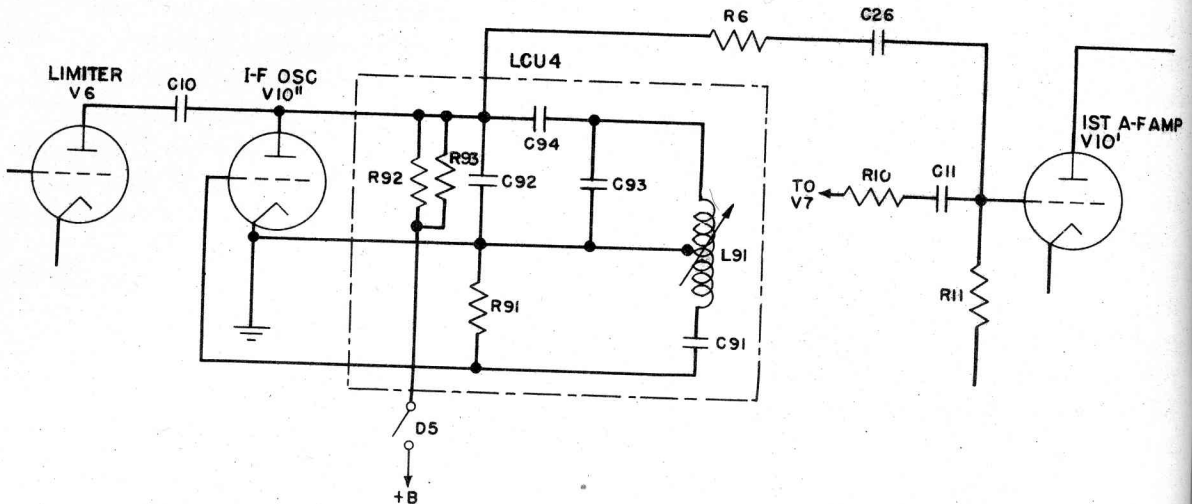 R6
C26
LCU4
LIMITER
V6
C10
I-F OSC
V10"
C94
R92
R93
C92
C93
L91
R91
C91
D5
+B
TO
V7
R10
C11
R11
1ST A-F AMP
V10'